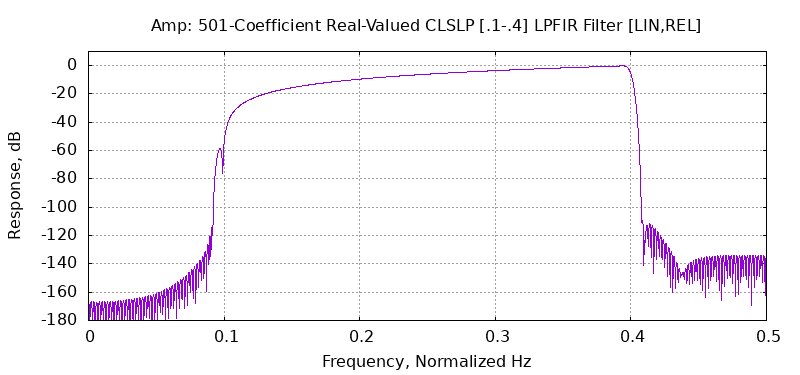 Amp: 501-Coefficient Real-Valued CLSLP [.1-.4] LPFIR Filter [LIN,REL]
0
-20
-40
-60
-80
-100
-120
-140
-160
-180
Response, dB
0 0.1 0.2 0.3 0.4 0.5
Frequency, Normalized Hz